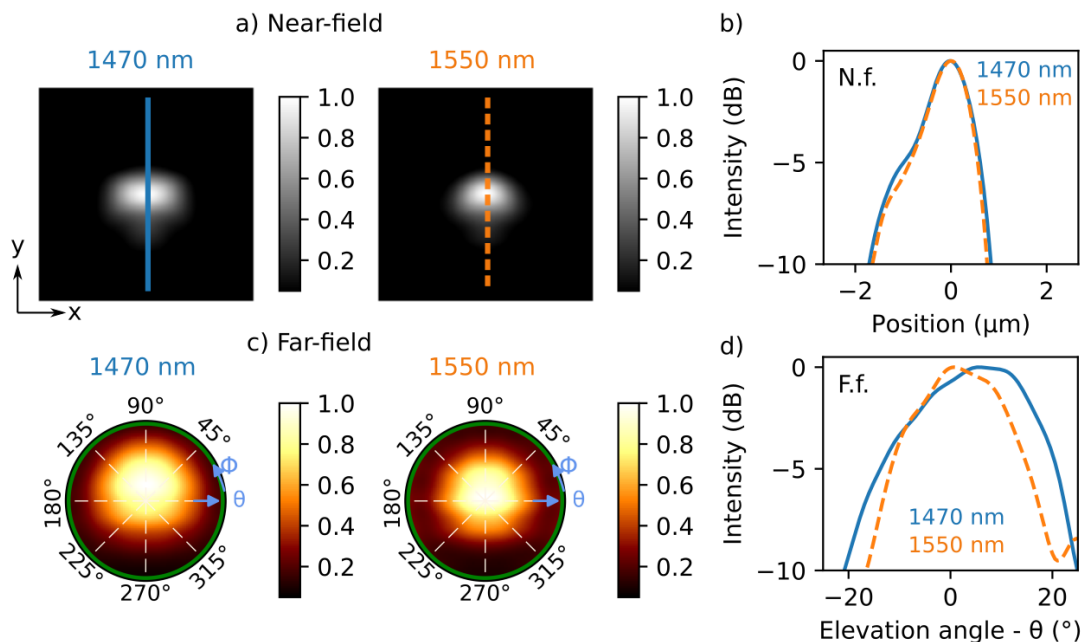 a) Near-field
1470 nm
1550 nm
1.0
0.8
0.6
0.4
0.2
1.0
0.8
0.6
0.4
0.2
y
x
b)
N.f.
1470 nm
1550 nm
Intensity (dB)
0
−5
−10
−2
0
2
Position (μm)
c) Far-field
1470 nm
1550 nm
90°
45°
135°
180°
225°
270°
315°
Φ
θ
1.0
0.8
0.6
0.4
0.2
90°
45°
135°
180°
225°
270°
315°
Φ
θ
1.0
0.8
0.6
0.4
0.2
d)
F.f.
1470 nm
1550 nm
Intensity (dB)
0
−5
−10
−20
0
20
Elevation angle - θ (°)